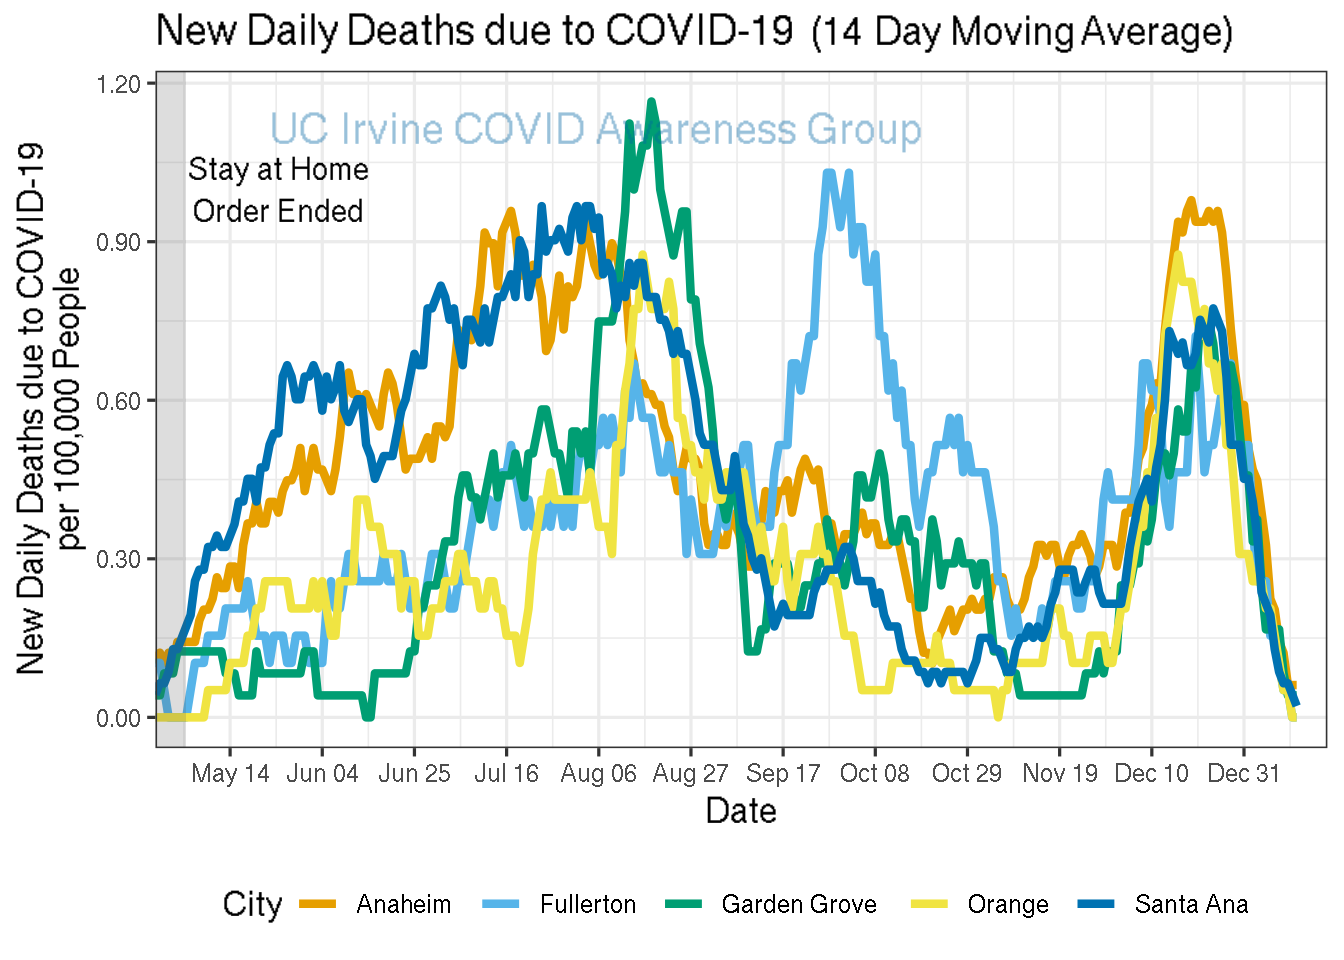 New Daily Deaths due to COVID-19 (14 Day Moving Average)
UC Irvine COVID Awareness Group
Stay at Home
Order Ended
New Daily Deaths due to COVID-19
per 100,000 People
1.20
0.90
0.60
0.30
0.00
May 14 Jun 04 Jun 25 Jul 16 Aug 06 Aug 27 Sep 17 Oct 08 Oct 29 Nov 19 Dec 10 Dec 31
Date
City Anaheim Fullerton Garden Grove Orange Santa Ana